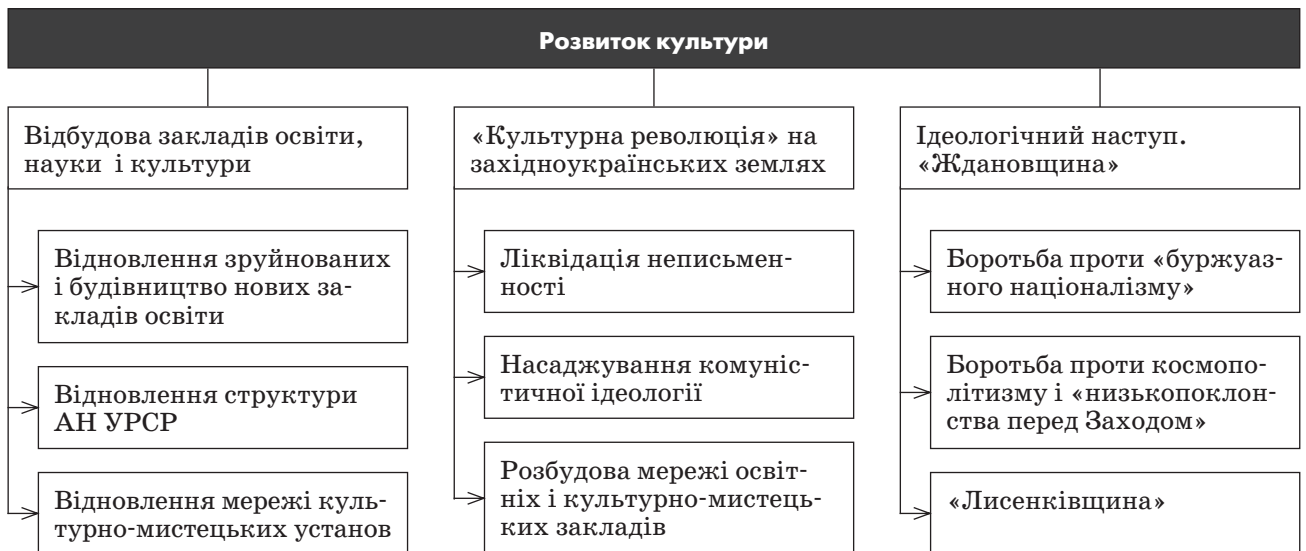 Розвиток культури
Відбудова закладів освіти,
науки і культури
Відновлення зруйнованих
і будівництво нових за-
кладів освіти
Відновлення структури
АН УРСР
Відновлення мережі куль-
турно-мистецьких установ
«Культурна революція» на
західноукраїнських землях
Ліквідація неписьмен-
ності
Насаджування комуніс-
тичної ідеології
Розбудова мережі освіт-
ніх і культурно-мистець-
ких закладів
Ідеологічний наступ.
«Ждановщина»
Боротьба проти «буржуаз-
ного націоналізму»
Боротьба проти космопо-
літизму і «низькопоклон-
ства перед Заходом»
«Лисенківщина»